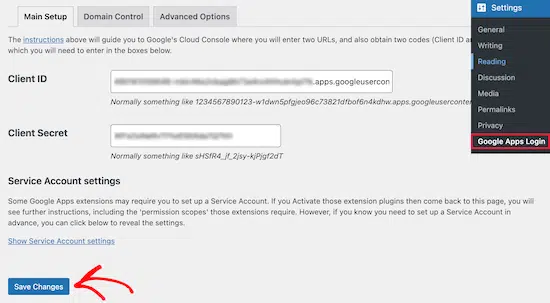 Main Setup
Domain Control
Advanced Options
The instructions above will guide you to Google's Cloud Console where you will enter two URLs, and also obtain two codes (Client ID an
which you will need to enter in the boxes below.
Client ID
.apps.googleusercon
Normally something like 1234567890123-w1dwn5pfgjeo96c73821dfbof6n4kdhw.apps.googleuserconten
Client Secret
Normally something like sHSfR4_jf_2jsy-kjPjgf2dT
Service Account settings
Some Google Apps extensions may require you to set up a Service Account. If you Activate those extension plugins then come back to this page, you will
see further instructions, including the 'permission scopes' those extensions require. However, if you know you need to set up a Service Account in
advance, you can click below to reveal the settings.
Show Service Account settings
Save Changes
Settings
General
Writing
Reading
Discussion
Media
Permalinks
Privacy
Google Apps Login